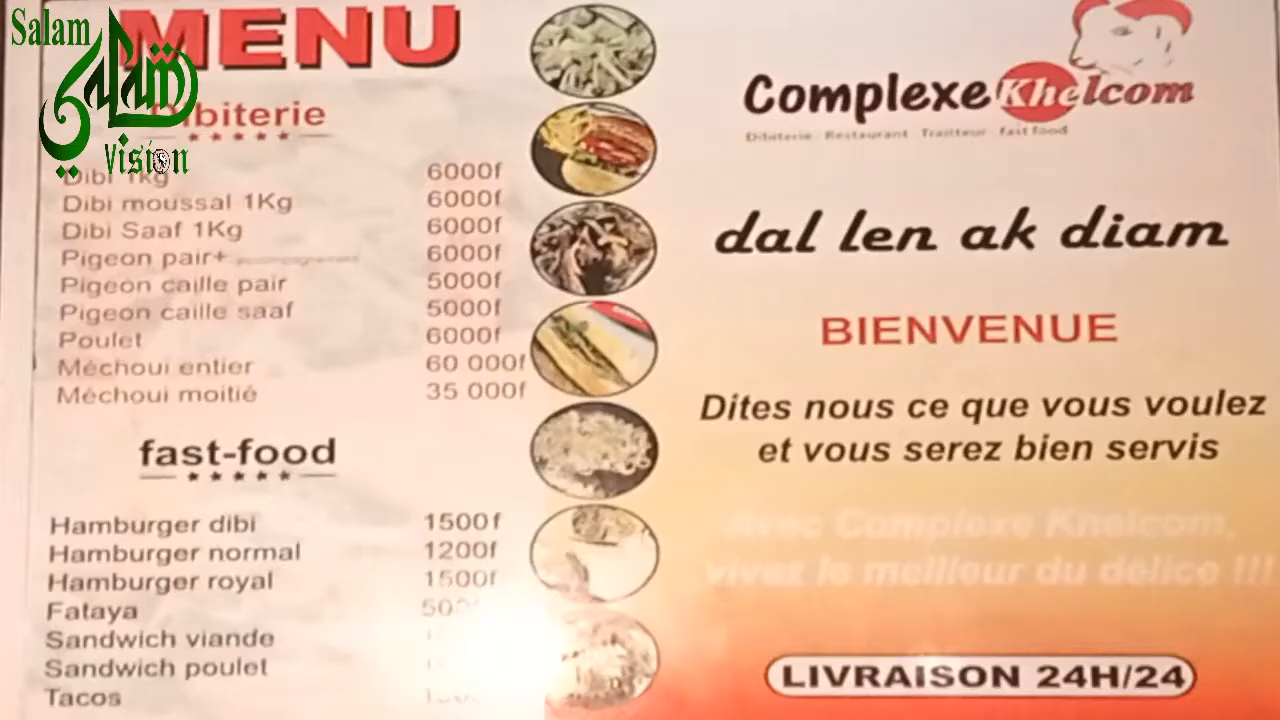 Salam
سلام
Vision
MENU
Dibiterie
Dibi 1kg 6000f
Dibi moussal 1Kg 6000f
Dibi Saaf 1Kg 6000f
Pigeon pair+ 6000f
Pigeon caille pair 5000f
Pigeon caille saaf 5000f
Poulet 6000f
Méchoui entier 60 000f
Méchoui moitié 35 000f
fast-food
Hamburger dibi 1500f
Hamburger normal 1200f
Hamburger royal 1500f
Fataya
Sandwich viande
Sandwich poulet
Tacos
Complexe Khelcom
Dibiterie Restaurant Traiteur fast food
dal len ak diam
BIENVENUE
Dites nous ce que vous voulez
et vous serez bien servis
Avec Complexe Khelcom,
vivez le meilleur du délice !!!
LIVRAISON 24H/24